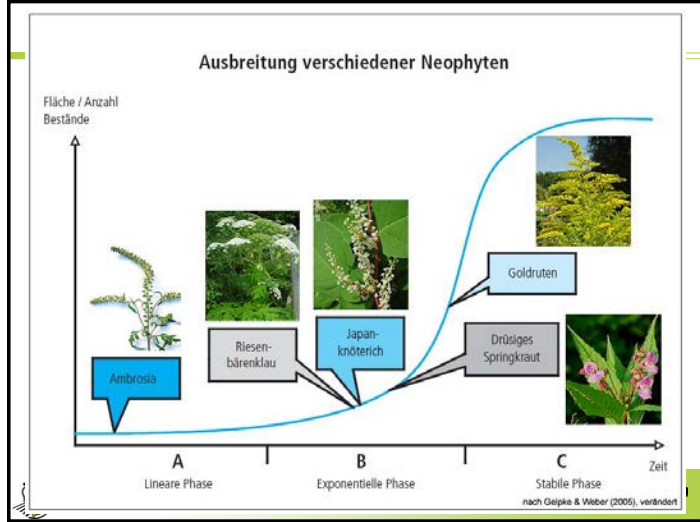 Ausbreitung verschiedener Neophyten
Fläche / Anzahl
Bestände
Goldruten
Riesen-
bärenklau
Japan-
knöterich
Drüsiges
Springkraut
Ambrosia
A
B
C
Zeit
Lineare Phase
Exponentielle Phase
Stabile Phase
nach Gelpke & Weber (2005), verändert